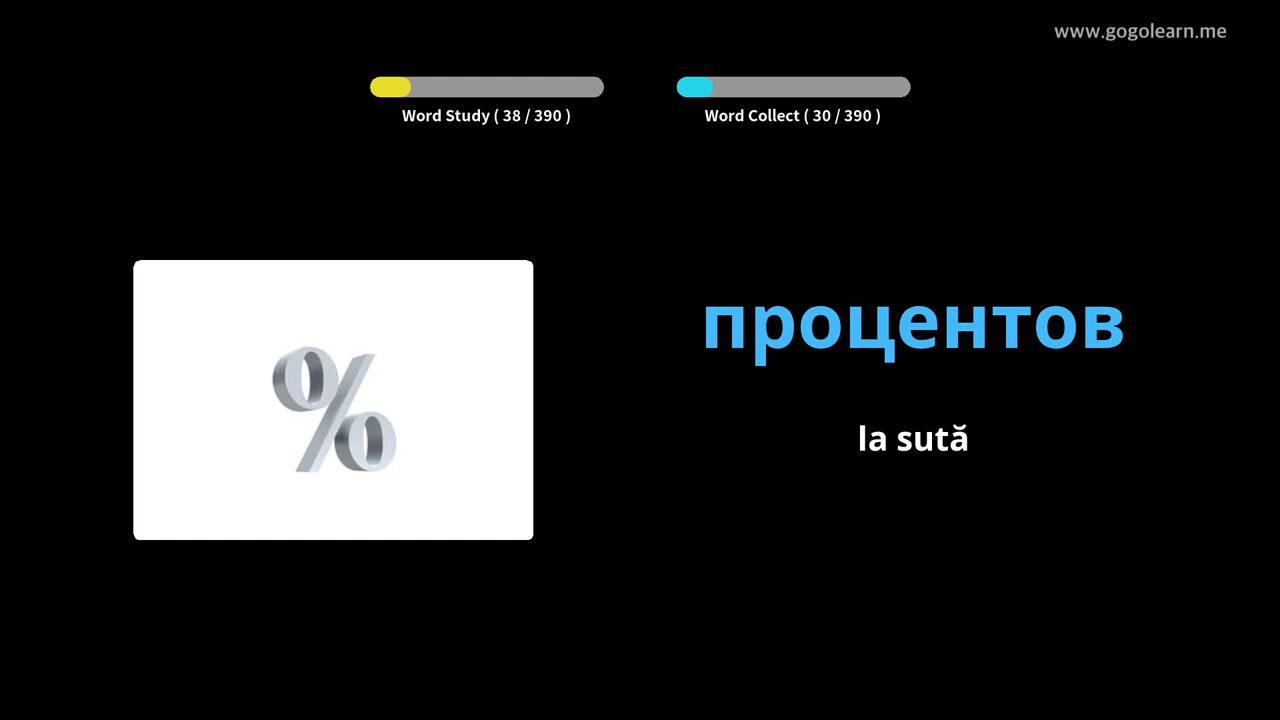 www.gogolearn.me
Word Study ( 38 / 390 )
Word Collect ( 30 / 390 )
%
процентов
la sută